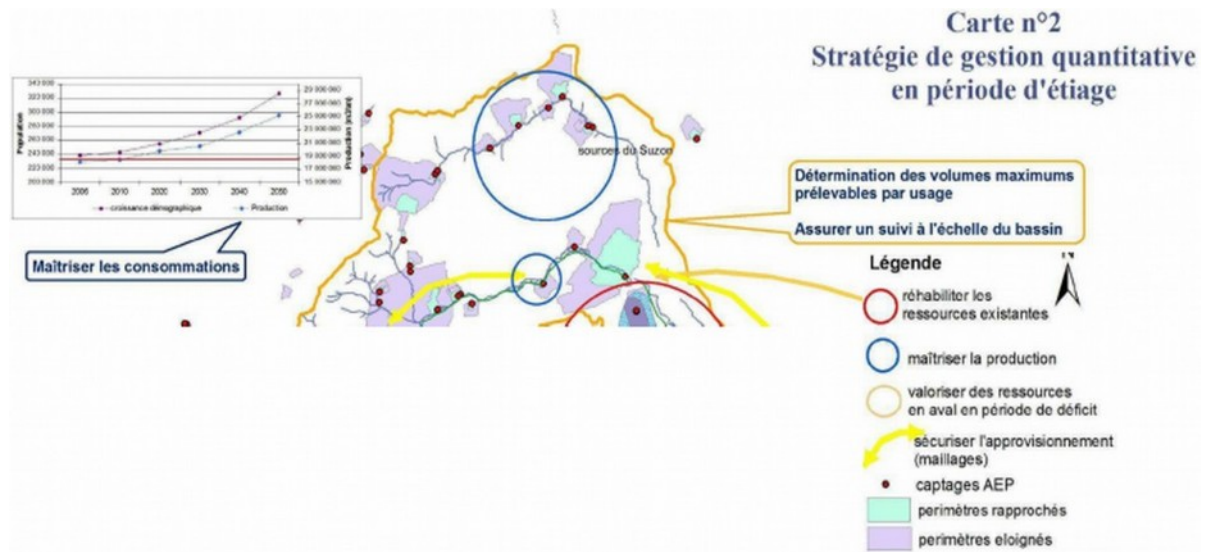 Carte n°2
Stratégie de gestion quantitative
en période d'étiage
Population
Production
2010
2020
2030
2040
2050
croissance démographique
Production
Maîtriser les consommations
sources du Suzon
Détermination des volumes maximums
prélevables par usage
Assurer un suivi à l'échelle du bassin
Légende
N
réhabiliter les
ressources existantes
maîtriser la production
valoriser des ressources
en aval en période de déficit
sécuriser l'approvisionnement
(maillages)
captages AEP
perimètres rapprochés
perimètres eloignés